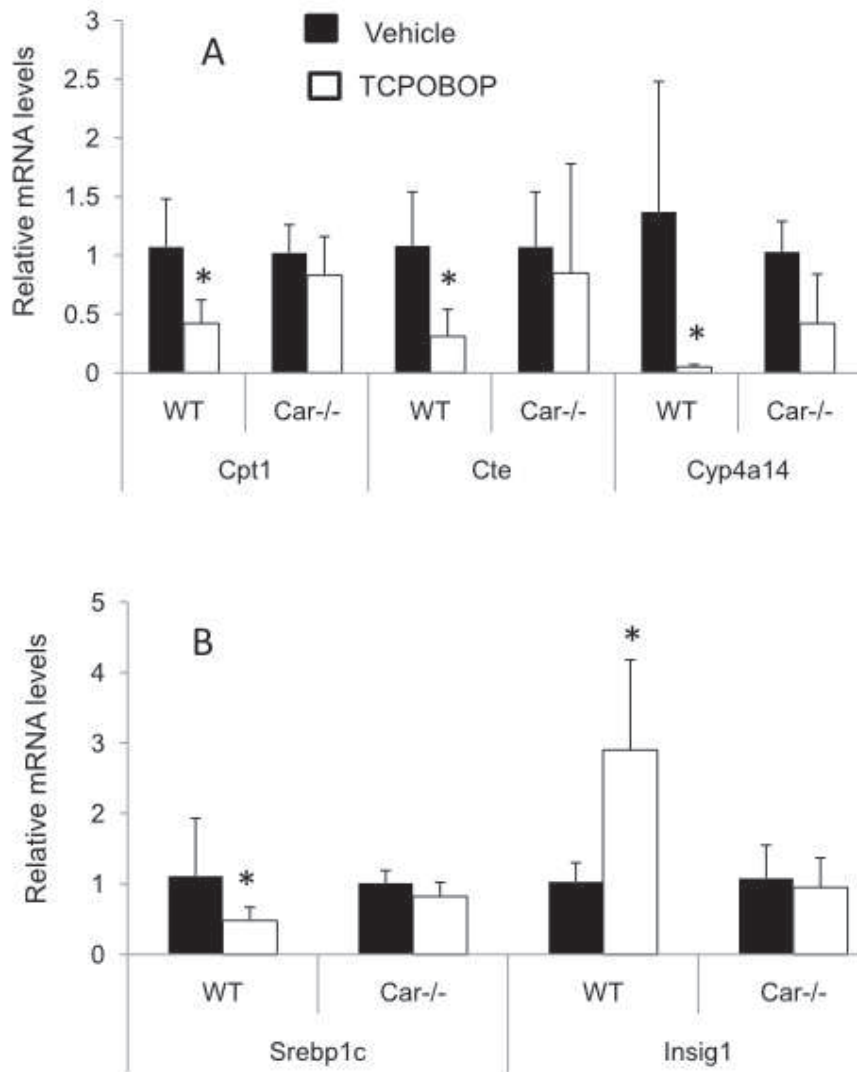 3
A
Vehicle
2.5
TCPOBOP
2
1.5
1
0.5
0
Relative mRNA levels
*
*
*
WT Car-/- WT Car-/- WT Car-/-
Cpt1 Cte Cyp4a14
5
B
4
3
2
1
0
Relative mRNA levels
*
*
WT Car-/- WT Car-/-
Srebp1c Insig1